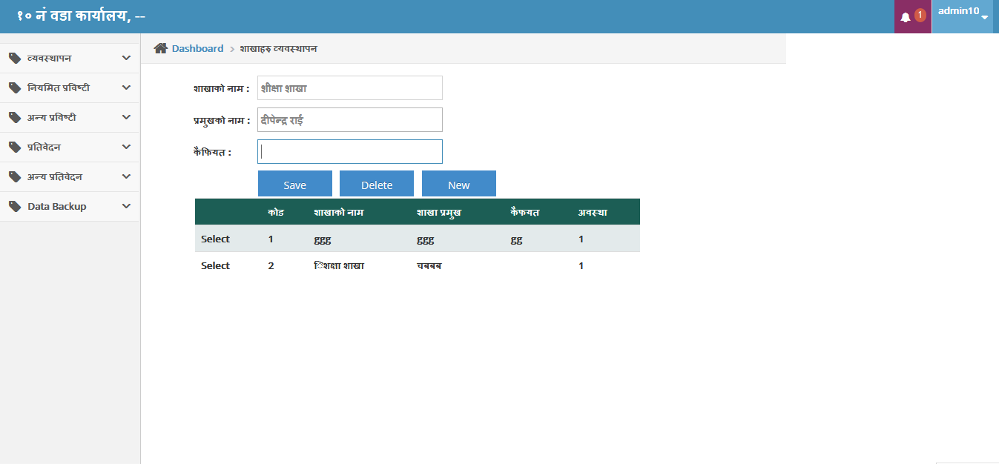 १० नं वडा कार्यालय, --
1
admin10
व्यवस्थापन
नियमित प्रविष्टी
अन्य प्रविष्टी
प्रतिवेदन
अन्य प्रतिवेदन
Data Backup
Dashboard > शाखाहरु व्यवस्थापन
शाखाको नाम : शीक्षा शाखा
प्रमुखको नाम : दीपेन्द्र राई
कैफियत :
Save Delete New
कोड शाखाको नाम शाखा प्रमुख कैफयत अवस्था
Select 1 ggg ggg gg 1
Select 2 िशक्षा शाखा चबबब 1